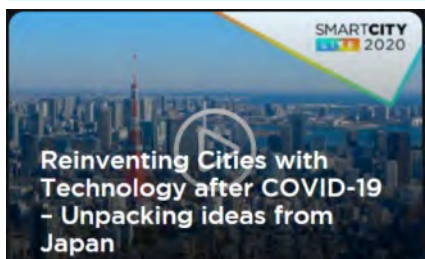 SMARTCITY
LIVE 2020
Reinventing Cities with
Technology after COVID-19
– Unpacking ideas from
Japan